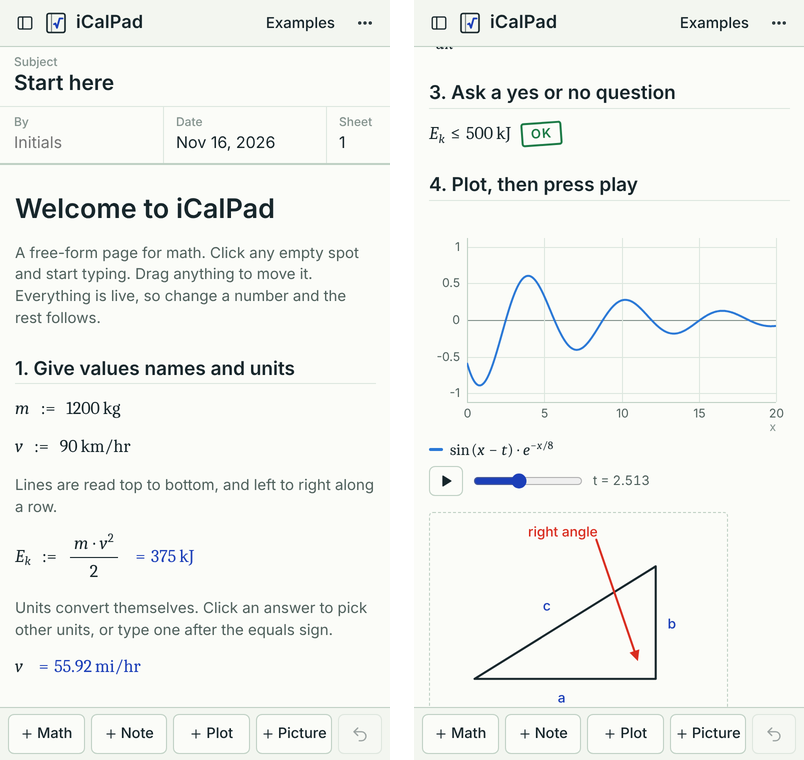 iCalPad
Examples
Subject
Start here
By
Initials
Date
Nov 16, 2026
Sheet
1
Welcome to iCalPad
A free-form page for math. Click any empty spot
and start typing. Drag anything to move it.
Everything is live, so change a number and the
rest follows.
1. Give values names and units
m := 1200 kg
v := 90 km/hr
Lines are read top to bottom, and left to right along
a row.
E_k := (m · v²)/2 = 375 kJ
Units convert themselves. Click an answer to pick
other units, or type one after the equals sign.
v = 55.92 mi/hr
+ Math
+ Note
+ Plot
+ Picture
iCalPad
Examples
3. Ask a yes or no question
E_k ≤ 500 kJ OK
4. Plot, then press play
1
0.5
0
-0.5
-1
0 5 10 15 20
x
sin(x − t) · e^(−x/8)
t = 2.513
right angle
c
b
a
+ Math
+ Note
+ Plot
+ Picture